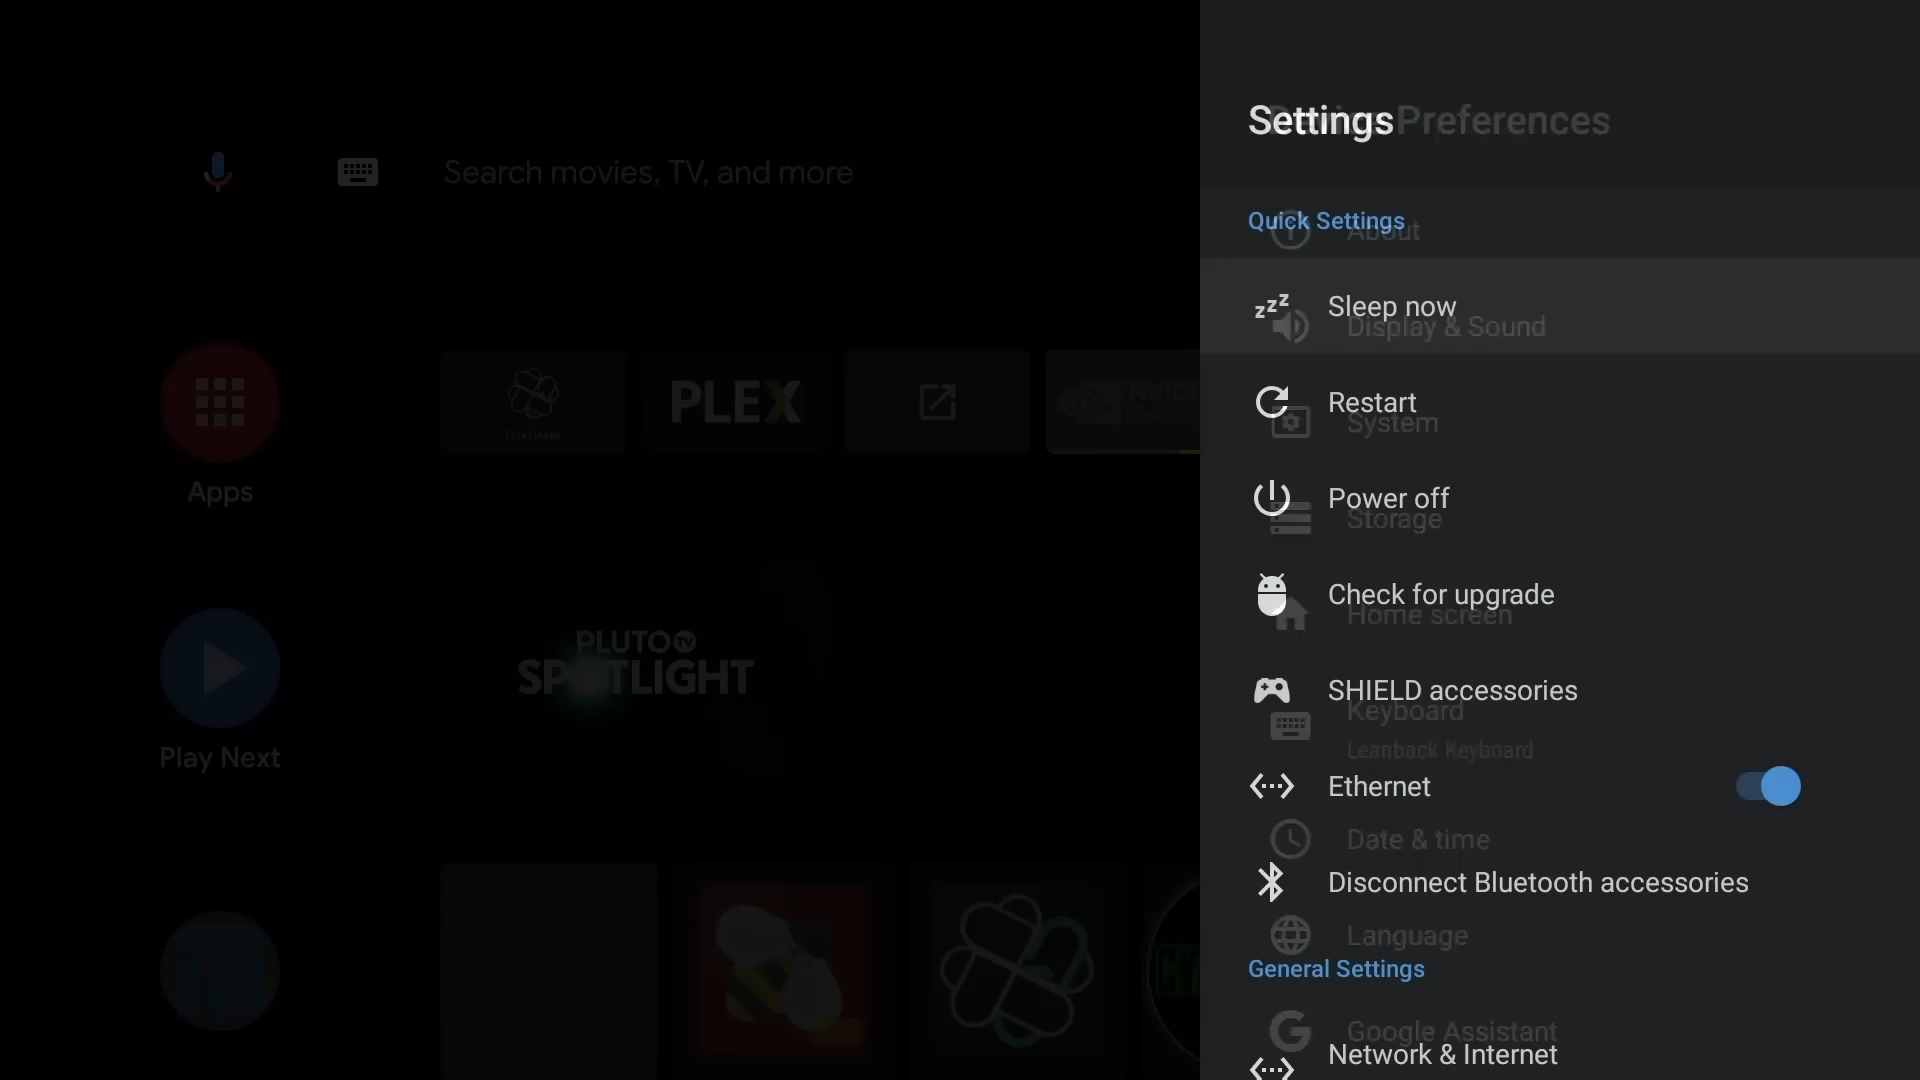 Search movies, TV, and more
Apps
FileLinked
PLEX
NVIDI
Play Next
PLUTO TV
SPOTLIGHT
Settings
Preferences
Quick Settings
About
Sleep now
Display & Sound
Restart
System
Power off
Storage
Check for upgrade
Home screen
SHIELD accessories
Keyboard
Leanback Keyboard
Ethernet
Date & time
Disconnect Bluetooth accessories
Language
General Settings
Google Assistant
Network & Internet